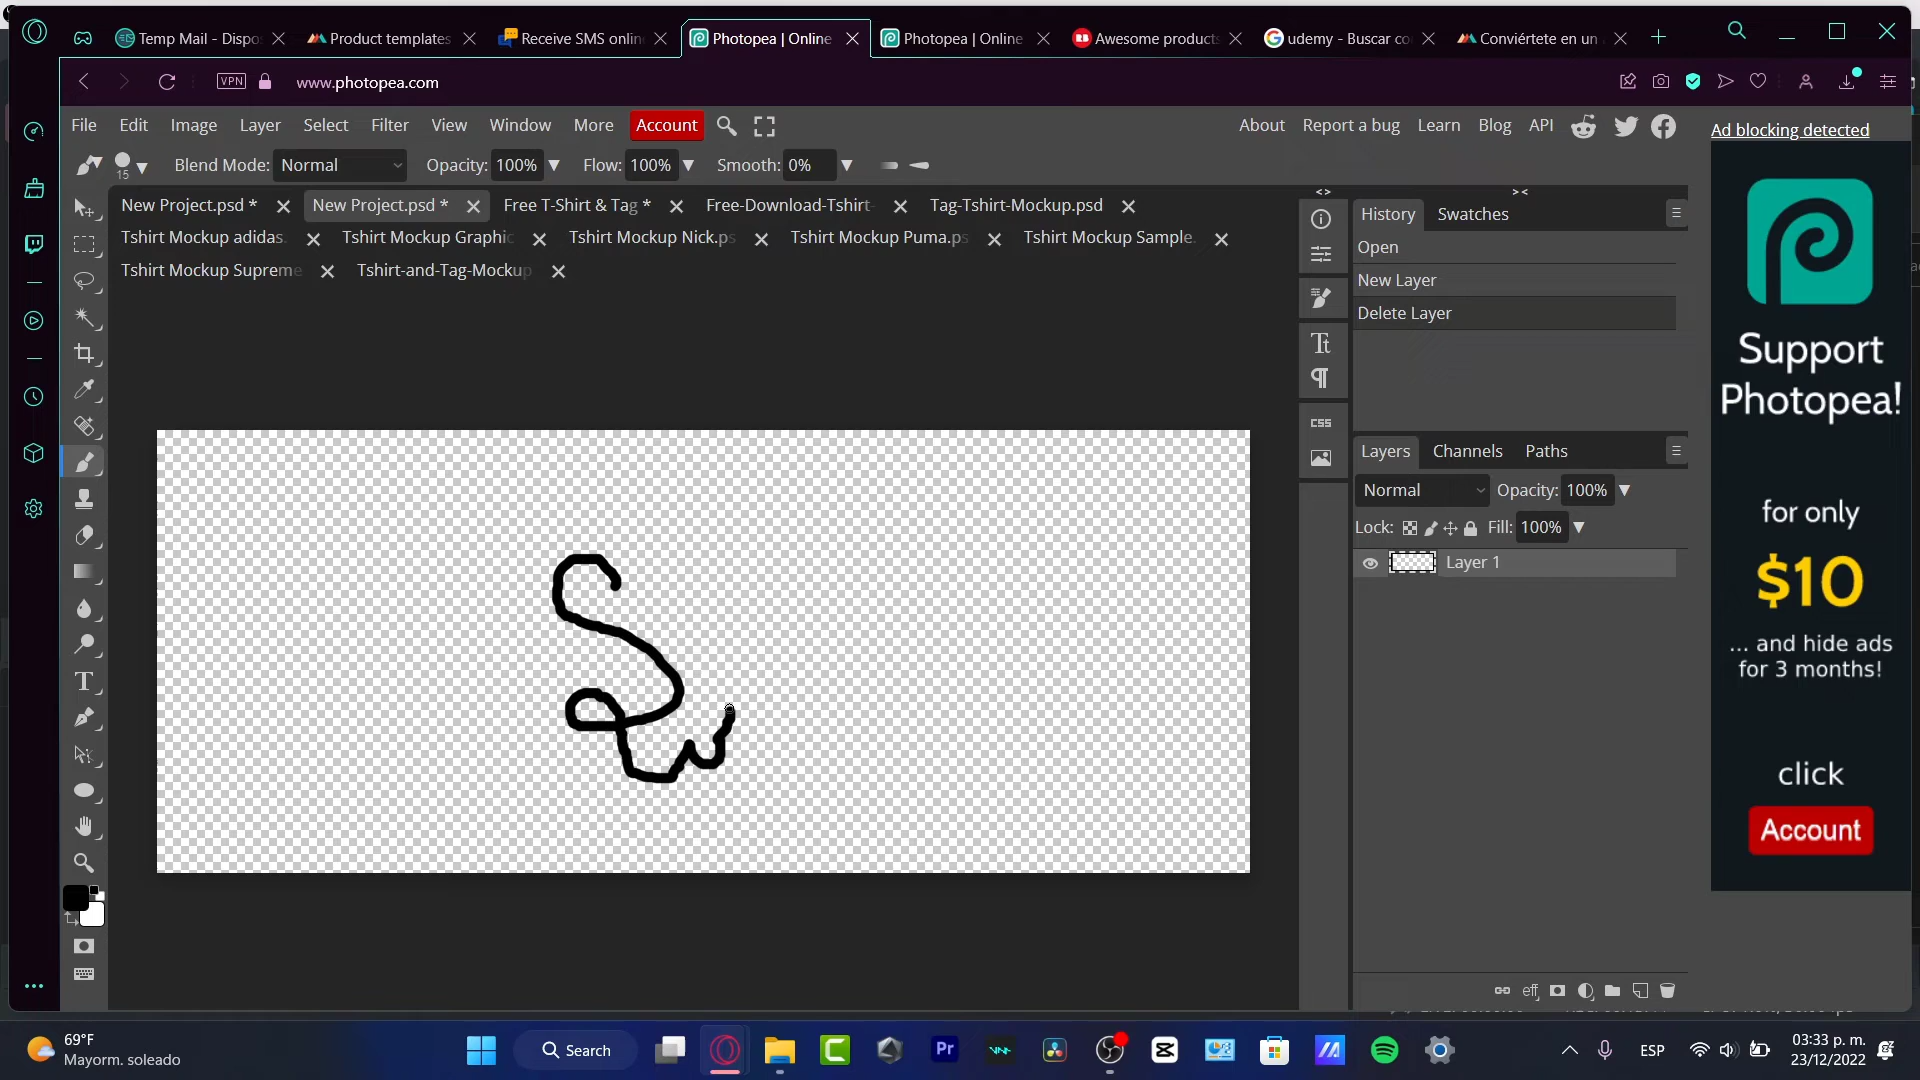 Temp Mail - Dispo
Product templates
Receive SMS onlin
Photopea | Online
Photopea | Online
Awesome products
udemy - Buscar co
Conviértete en un
VPN
www.photopea.com
File Edit Image Layer Select Filter View Window More Account
About Report a bug Learn Blog API
Ad blocking detected
15
Blend Mode: Normal Opacity: 100% Flow: 100% Smooth: 0%
New Project.psd * New Project.psd * Free T-Shirt & Tag * Free-Download-Tshirt- Tag-Tshirt-Mockup.psd
Tshirt Mockup adidas. Tshirt Mockup Graphic Tshirt Mockup Nick.ps Tshirt Mockup Puma.ps Tshirt Mockup Sample.
Tshirt Mockup Supreme Tshirt-and-Tag-Mockup
History Swatches
Open
New Layer
Delete Layer
CSS
Layers Channels Paths
Normal Opacity: 100%
Lock: Fill: 100%
Layer 1
eff
Support
Photopea!
for only
$10
... and hide ads
for 3 months!
click
Account
69°F
Mayorm. soleado
Search
Pr
ESP
03:33 p. m.
23/12/2022